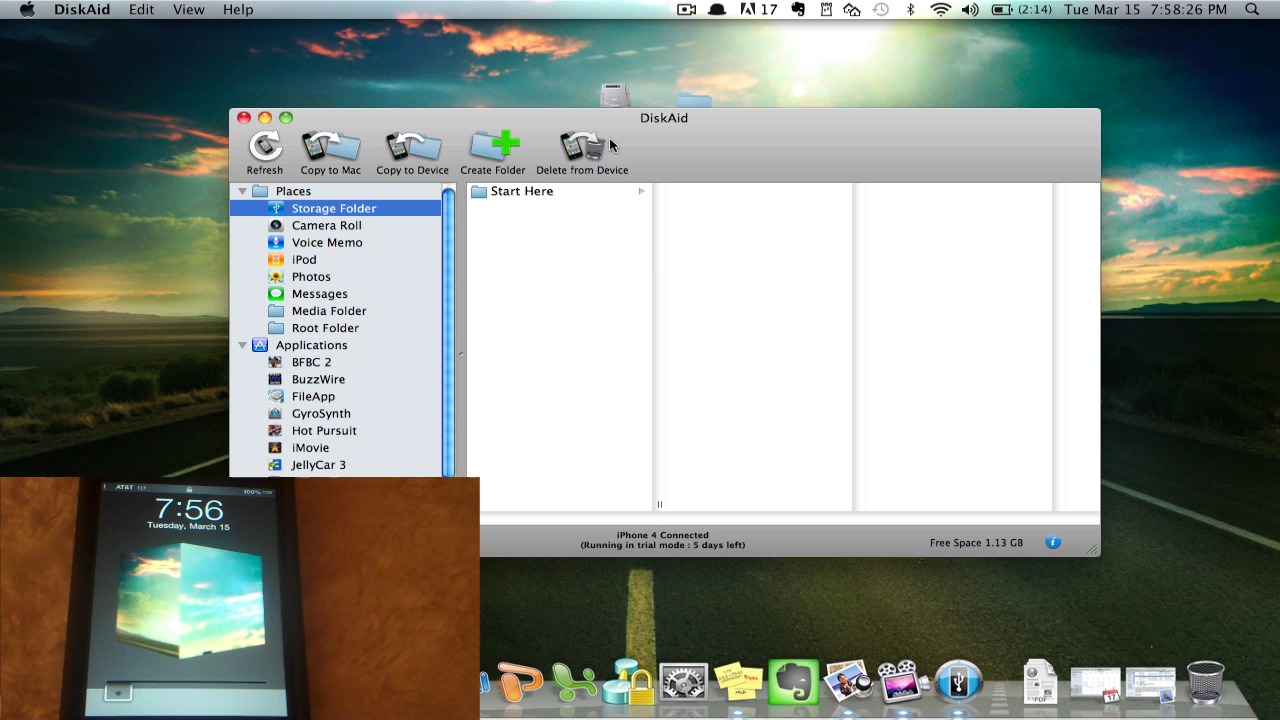 DiskAid Edit View Help 17 (2:14) Tue Mar 15 7:58:26 PM
DiskAid
Refresh Copy to Mac Copy to Device Create Folder Delete from Device
Places
Storage Folder
Camera Roll
Voice Memo
iPod
Photos
Messages
Media Folder
Root Folder
Applications
BFBC 2
BuzzWire
FileApp
GyroSynth
Hot Pursuit
iMovie
JellyCar 3
Start Here
iPhone 4 Connected
(Running in trial mode : 5 days left)
Free Space 1.13 GB
AT&T 100%
7:56
Tuesday, March 15
PDF
17